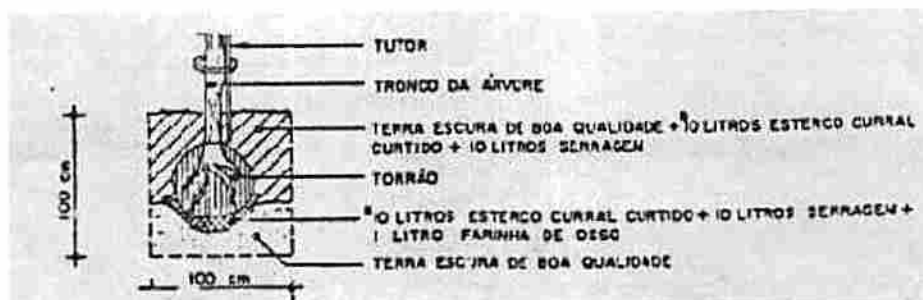 TUTOR
TRONCO DA ÁRVORE
TERRA ESCURA DE BOA QUALIDADE + 10 LITROS ESTERCO CURRAL
CURTIDO + 10 LITROS SERRAGEM
TORRÃO
10 LITROS ESTERCO CURRAL CURTIDO + 10 LITROS SERRAGEM +
1 LITRO FARINHA DE OSSO
TERRA ESCURA DE BOA QUALIDADE
100 cm
100 cm